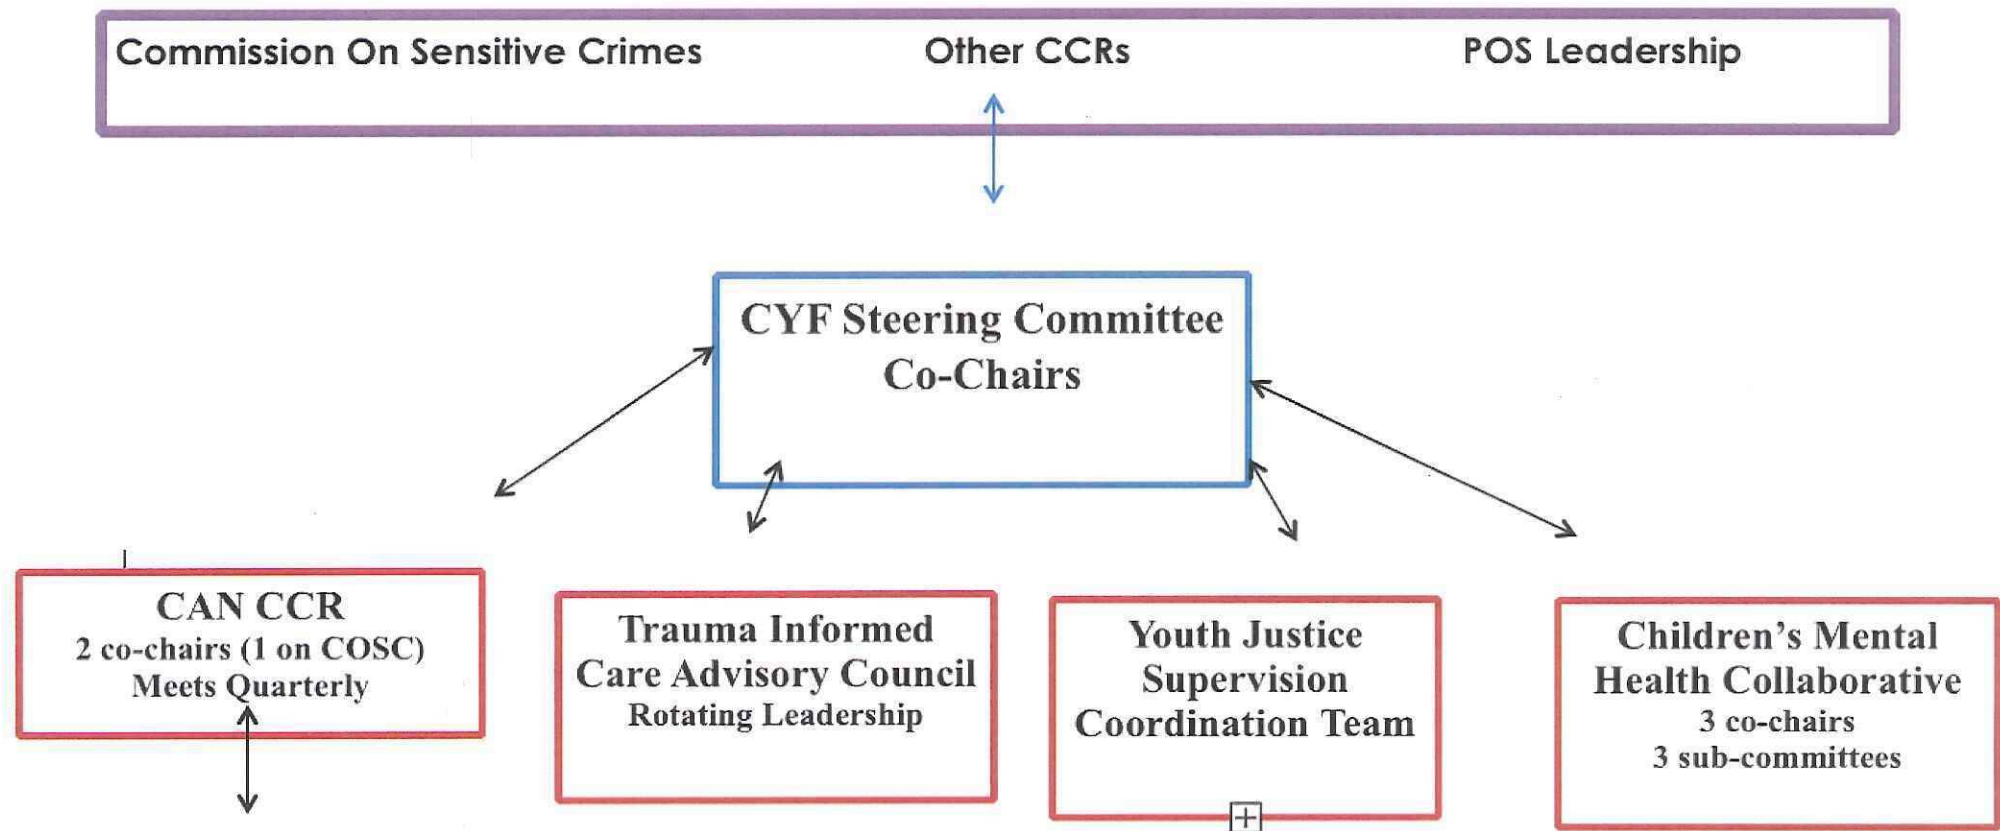 Commission On Sensitive Crimes Other CCRs POS Leadership
CYF Steering Committee
Co-Chairs
CAN CCR
2 co-chairs (1 on COSC)
Meets Quarterly
Trauma Informed
Care Advisory Council
Rotating Leadership
Youth Justice
Supervision
Coordination Team
Children’s Mental
Health Collaborative
3 co-chairs
3 sub-committees